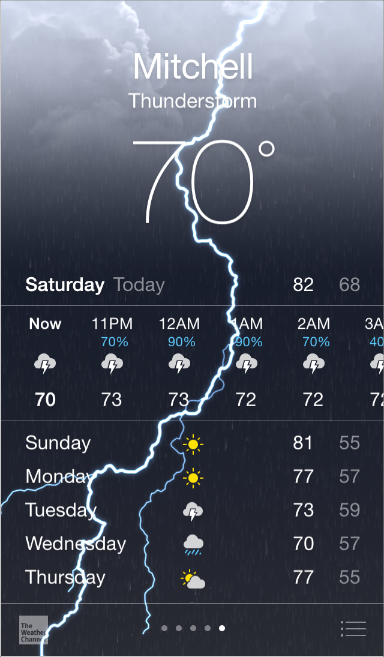 Mitchell
Thunderstorm
70°
Saturday Today 82 68
Now 11PM 12AM 1AM 2AM 3A
70% 90% 90% 70% 40
70 73 73 72 72 72
Sunday 81 55
Monday 77 57
Tuesday 73 59
Wednesday 70 57
Thursday 77 55
The
Weather
Channel